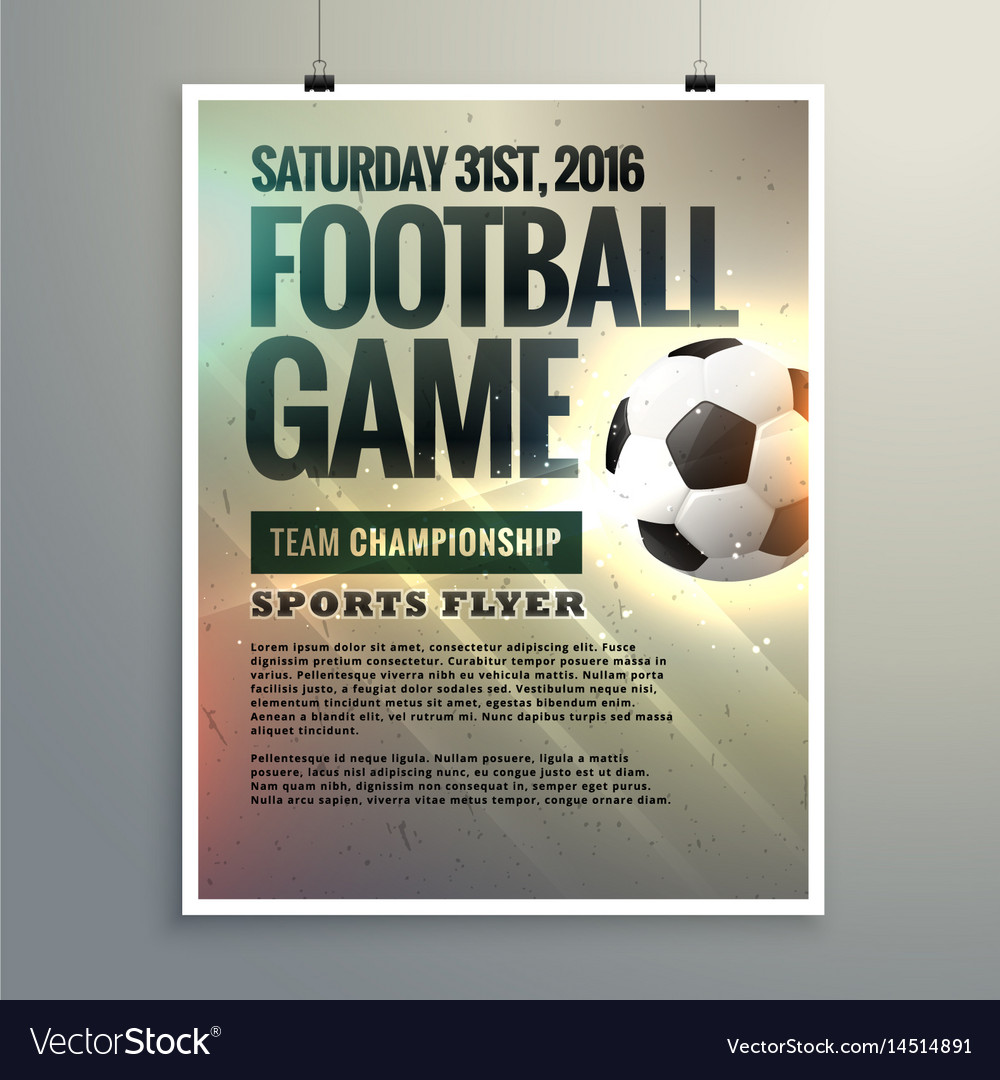 SATURDAY 31ST, 2016
FOOTBALL
GAME
TEAM CHAMPIONSHIP
SPORTS FLYER
Lorem ipsum dolor sit amet, consectetur adipiscing elit. Fusce
dignissim pretium consectetur. Curabitur tempor posuere massa in
varius. Pellentesque viverra nibh eu vehicula mattis. Nullam porta
facilisis justo, a feugiat dolor sodales sed. Vestibulum sapien nulla,
elementum tincidunt metus sit amet, egestas bibendum enim.
Aenean a blandit elit, vel rutrum mi. Nunc dapibus turpis sed massa
aliquet tincidunt.
Pellentesque id neque ligula. Nullam posuere, ligula a mattis
posuere, lacus nisl adipiscing nunc, eu congue justo est ut diam.
Nam quam enim, dignissim non consequat in, semper et lectus.
Nulla arcu sapien, viverra vitae metus tempor, congue ornare diam.
VectorStock®
VectorStock.com/14514891